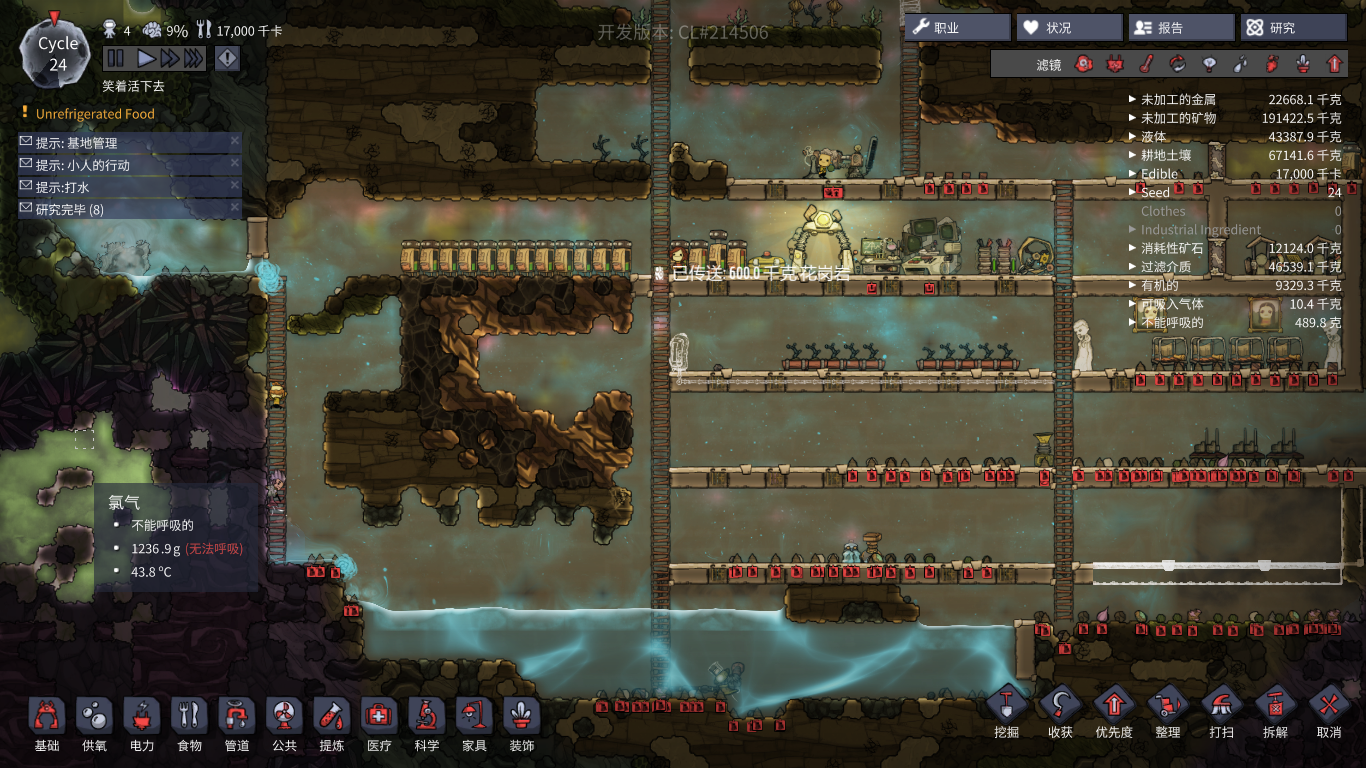 Cycle
24
4
9%
17,000 千卡
笑着活下去
开发版本: CL#214506
职业
状况
报告
研究
滤镜
! Unrefrigerated Food
提示: 基地管理
提示: 小人的行动
提示:打水
研究完毕 (8)
未加工的金属 22668.1 千克
未加工的矿物 191422.5 千克
液体 43387.9 千克
耕地土壤 67141.6 千克
Edible 17,000 千卡
Seed 24
Clothes 0
Industrial Ingredient 0
消耗性矿石 12124.0 千克
过滤介质 46539.1 千克
有机的 9329.3 千克
可吸入气体 10.4 千克
不能呼吸的 489.8 克
已传送 600.0 千克 花岗岩
氯气
• 不能呼吸的
• 1236.9 g (无法呼吸)
• 43.8 ºC
基础
供氧
电力
食物
管道
公共
提炼
医疗
科学
家具
装饰
挖掘
收获
优先度
整理
打扫
拆解
取消